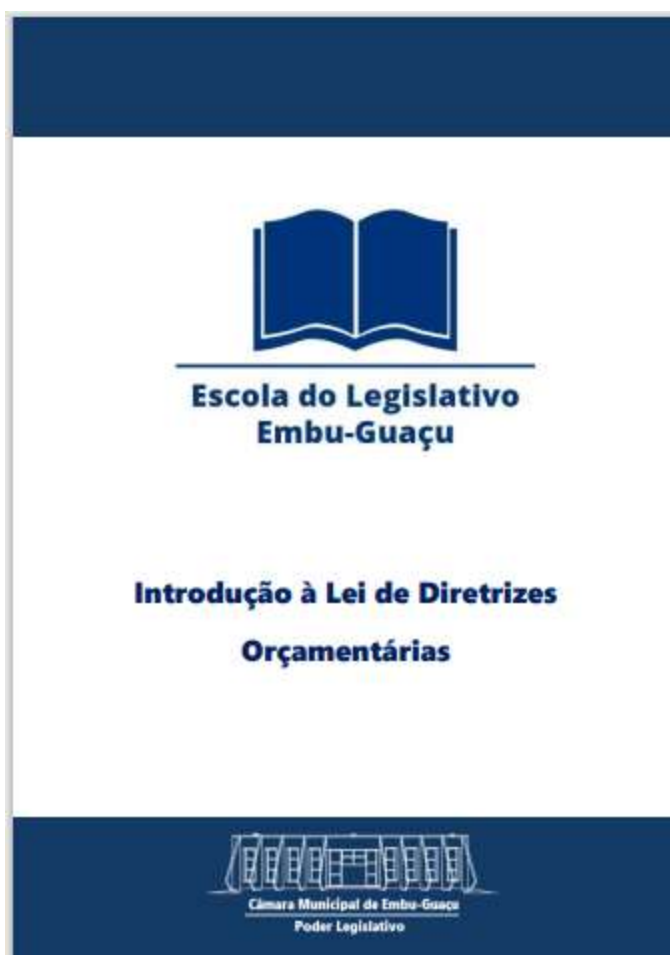 Escola do Legislativo
Embu-Guaçu
Introdução à Lei de Diretrizes
Orçamentárias
Câmara Municipal de Embu-Guaçu
Poder Legislativo